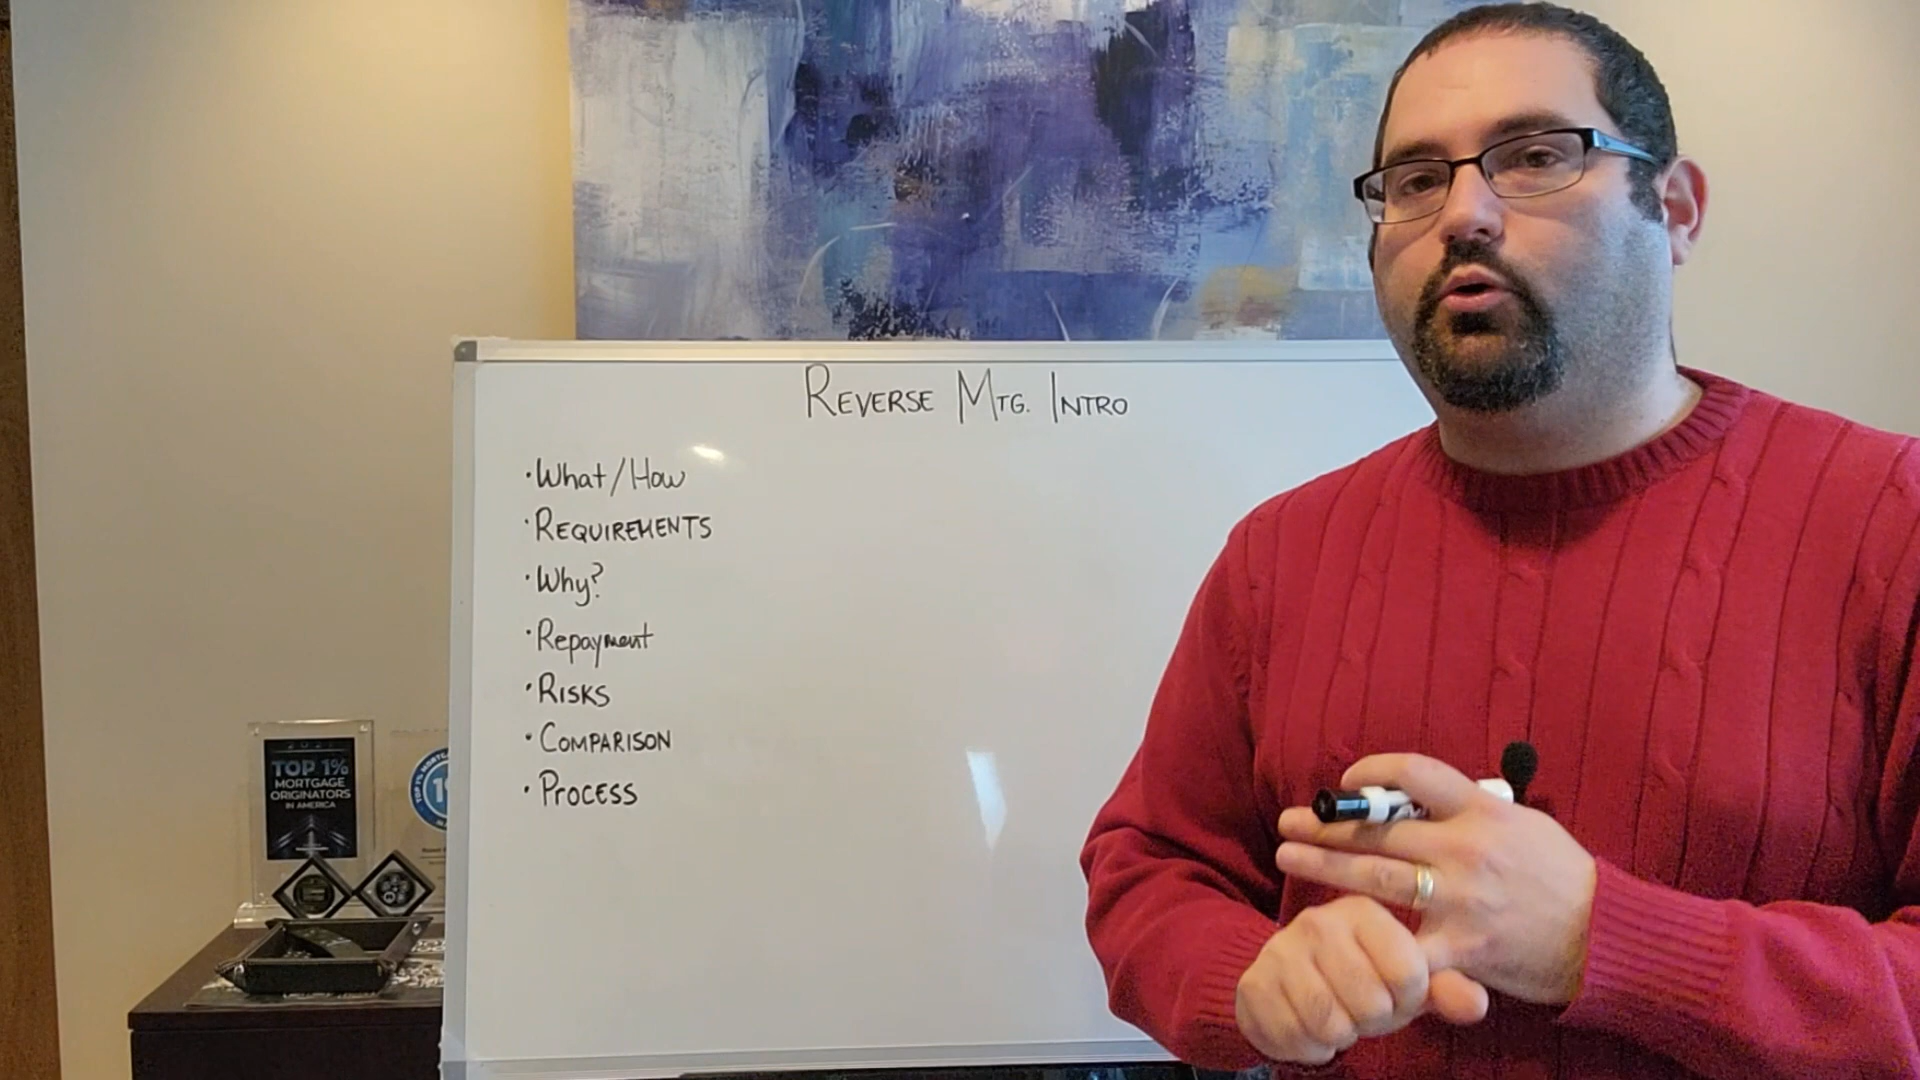 REVERSE MTG. INTRO
·What/How
·REQUIREMENTS
·Why?
·Repayment
·RISKS
·COMPARISON
·PROCESS
TOP 1%
MORTGAGE
ORIGINATORS
IN AMERICA